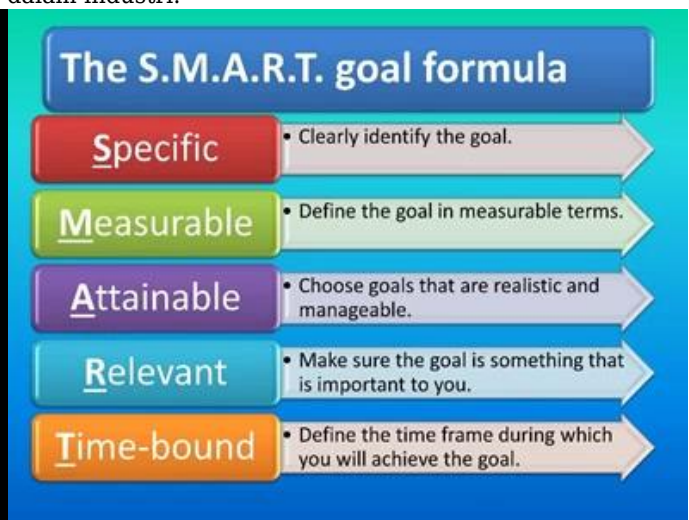 The S.M.A.R.T. goal formula
Specific
• Clearly identify the goal.
Measurable
• Define the goal in measurable terms.
Attainable
• Choose goals that are realistic and
manageable.
Relevant
• Make sure the goal is something that
is important to you.
Time-bound
• Define the time frame during which
you will achieve the goal.